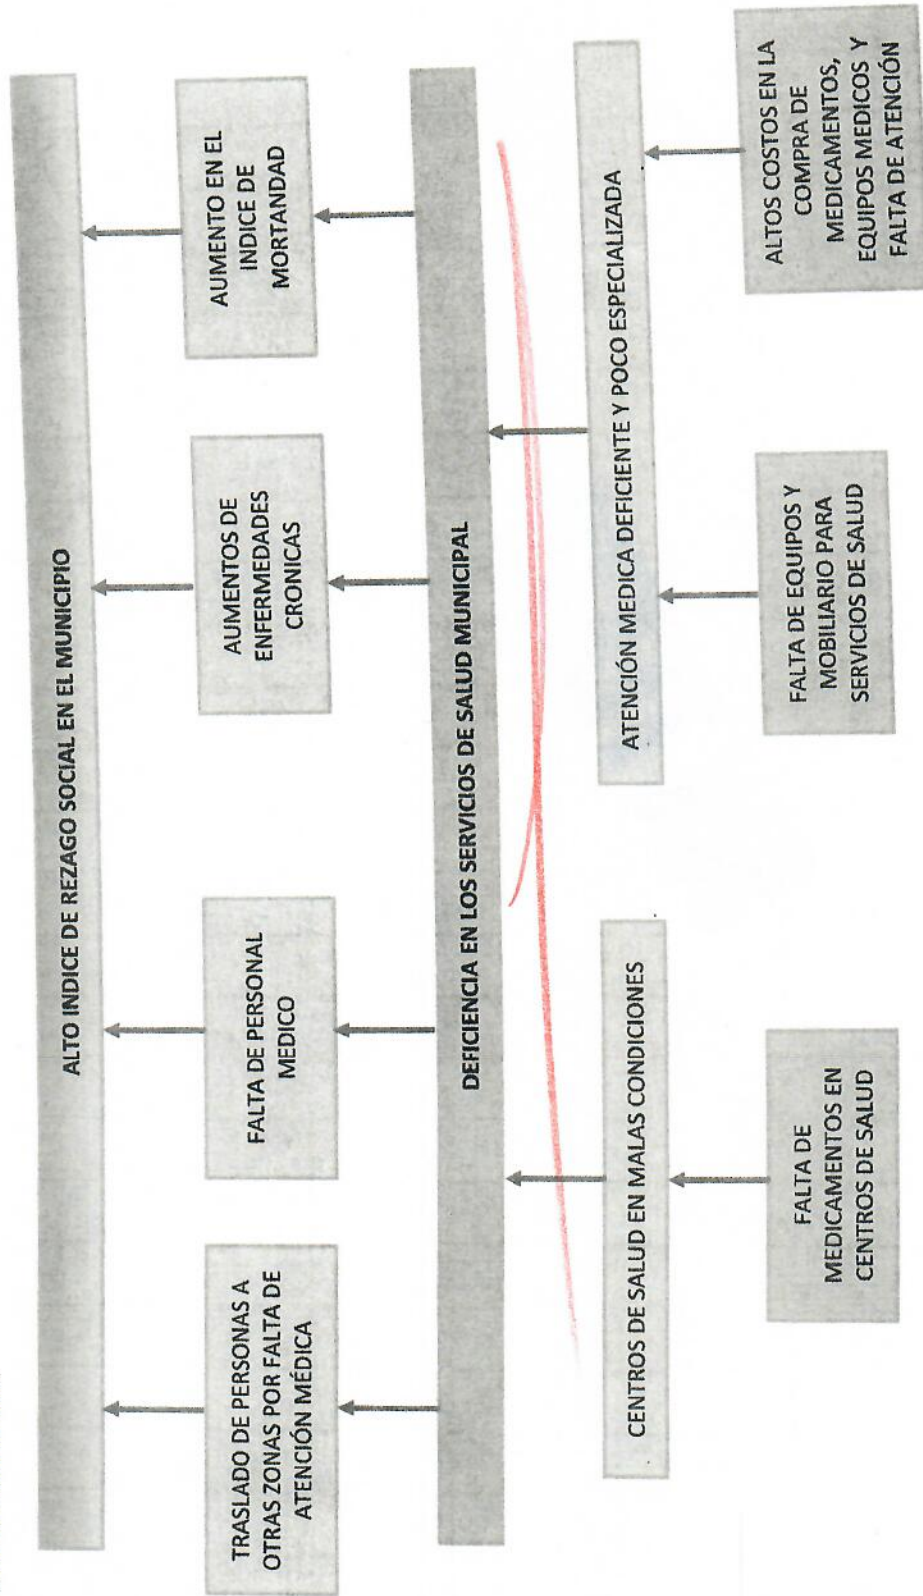 ALTO INDICE DE REZAGO SOCIAL EN EL MUNICIPIO
TRASLADO DE PERSONAS A
OTRAS ZONAS POR FALTA DE
ATENCIÓN MÉDICA
FALTA DE PERSONAL
MEDICO
AUMENTOS DE
ENFERMEDADES
CRONICAS
AUMENTO EN EL
INDICE DE
MORTANDAD
DEFICIENCIA EN LOS SERVICIOS DE SALUD MUNICIPAL
CENTROS DE SALUD EN MALAS CONDICIONES
ATENCIÓN MEDICA DEFICIENTE Y POCO ESPECIALIZADA
FALTA DE
MEDICAMENTOS EN
CENTROS DE SALUD
FALTA DE EQUIPOS Y
MOBILIARIO PARA
SERVICIOS DE SALUD
ALTOS COSTOS EN LA
COMPRA DE
MEDICAMENTOS,
EQUIPOS MEDICOS Y
FALTA DE ATENCIÓN